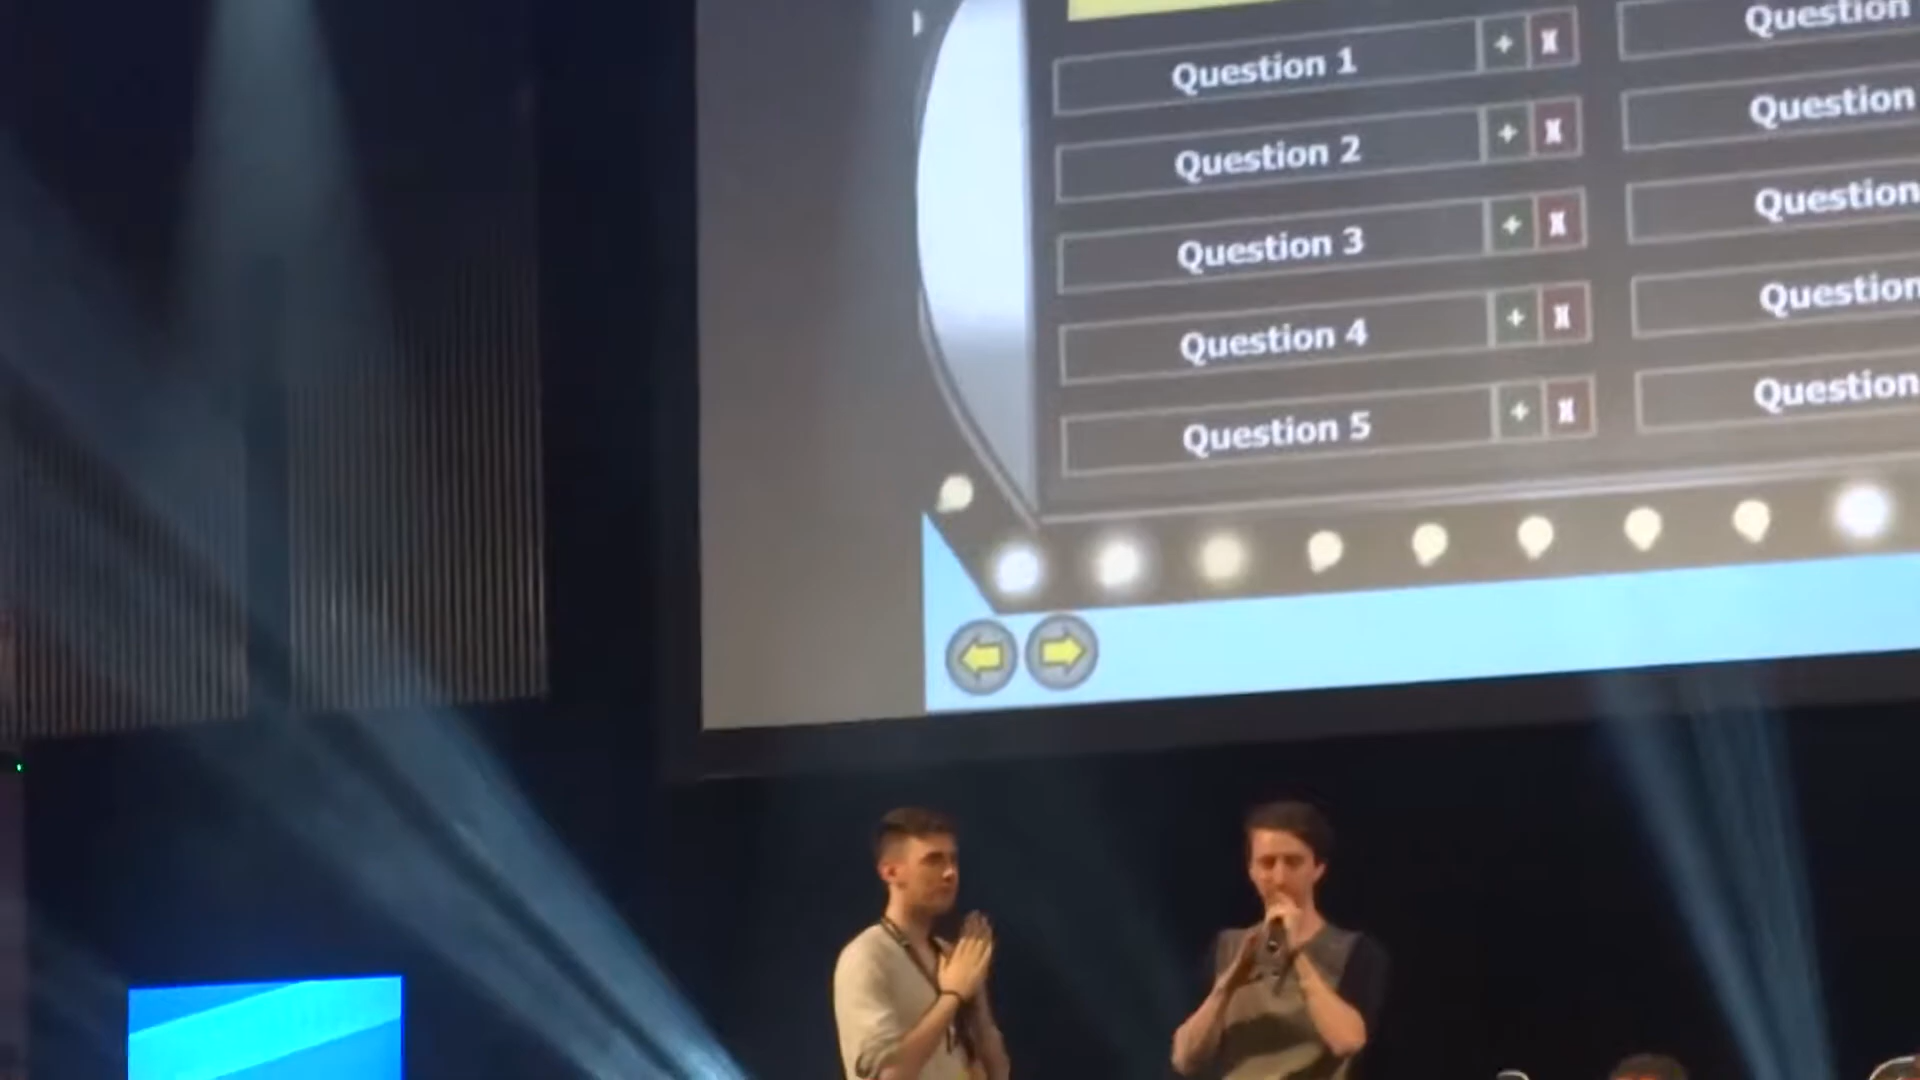 Question 1 + X
Question 2 + X
Question 3 + X
Question 4 + X
Question 5 + X
Question
Question
Question
Question
Question